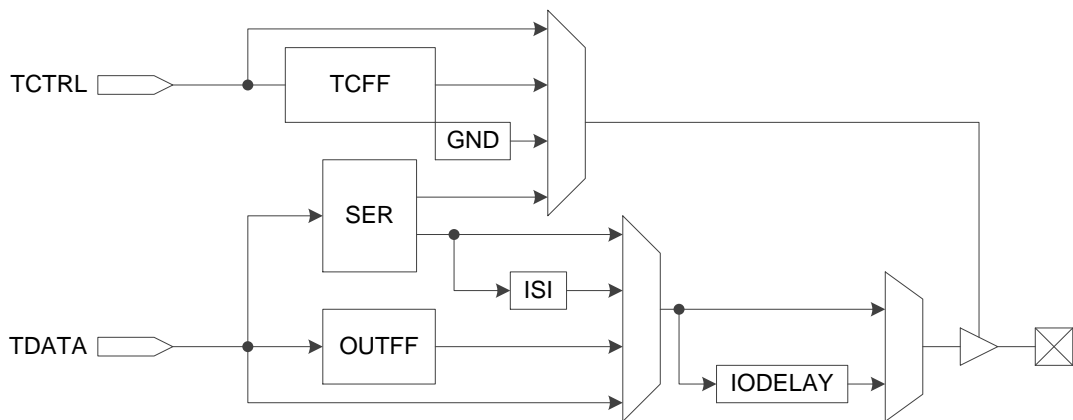 TCTRL
TCFF
GND
SER
ISI
TDATA
OUTFF
IODELAY